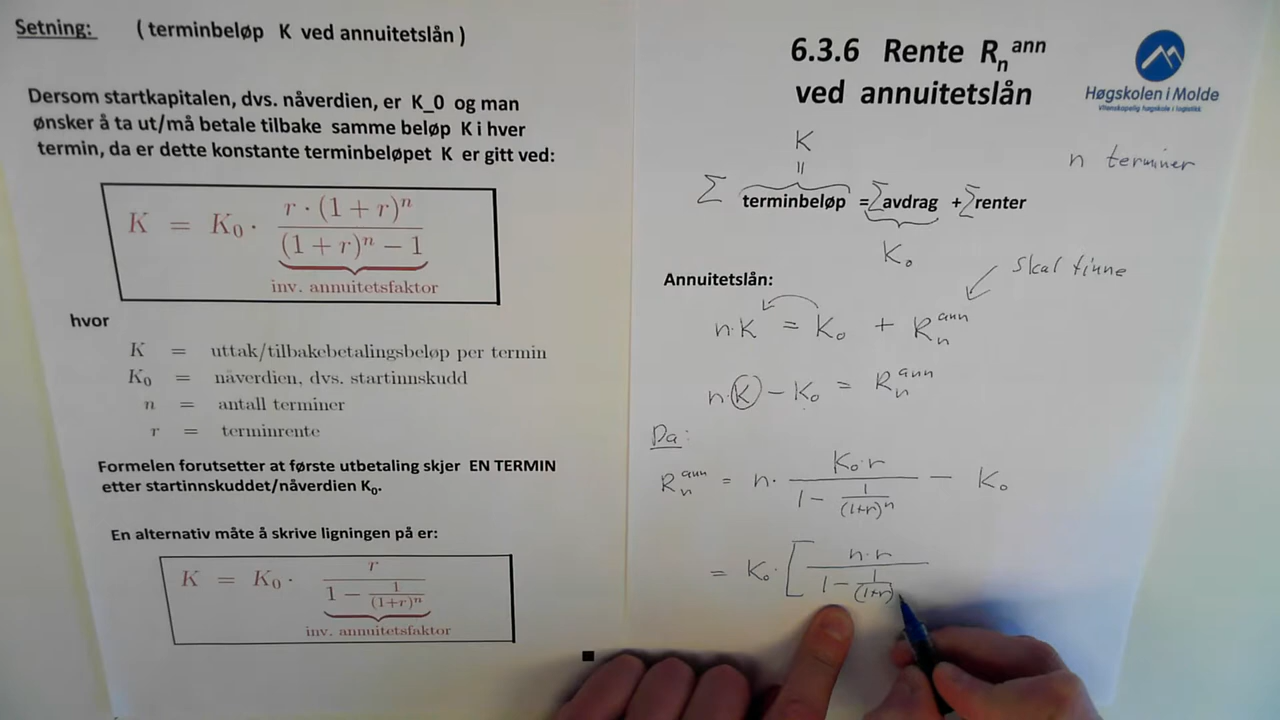 Setning: ( terminbeløp K ved annuitetslån )
Dersom startkapitalen, dvs. nåverdien, er K_0 og man
ønsker å ta ut/må betale tilbake samme beløp K i hver
termin, da er dette konstante terminbeløpet K er gitt ved:
K = K₀ · r · (1 + r)ⁿ / (1 + r)ⁿ − 1
inv. annuitetsfaktor
hvor
K = uttak/tilbakebetalingsbeløp per termin
K₀ = nåverdien, dvs. startinnskudd
n = antall terminer
r = terminrente
Formelen forutsetter at første utbetaling skjer EN TERMIN
etter startinnskuddet/nåverdien K₀.
En alternativ måte å skrive ligningen på er:
K = K₀ · r / 1 − 1/(1+r)ⁿ
inv. annuitetsfaktor
6.3.6 Rente Rₙᵃⁿⁿ
ved annuitetslån
Høgskolen i Molde
Vitenskapelig høgskole i logistikk
n terminer
K
=
Σ terminbeløp = Σ avdrag + Σ renter
K₀
Skal finne
Annuitetslån:
n·K = K₀ + Rₙᵃⁿⁿ
n·K − K₀ = Rₙᵃⁿⁿ
Da:
Rₙᵃⁿⁿ = n · K₀·r / 1 − 1/(1+r)ⁿ − K₀
= K₀ · [ n·r / 1 − 1/(1+r)